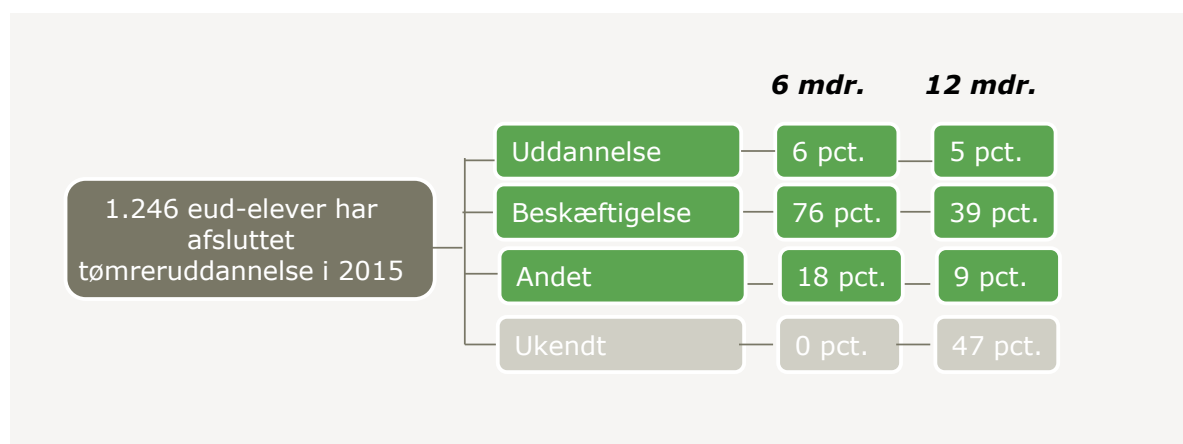 6 mdr. 12 mdr.
1.246 eud-elever har
afsluttet
tømreruddannelse i 2015
Uddannelse 6 pct. 5 pct.
Beskæftigelse 76 pct. 39 pct.
Andet 18 pct. 9 pct.
Ukendt 0 pct. 47 pct.